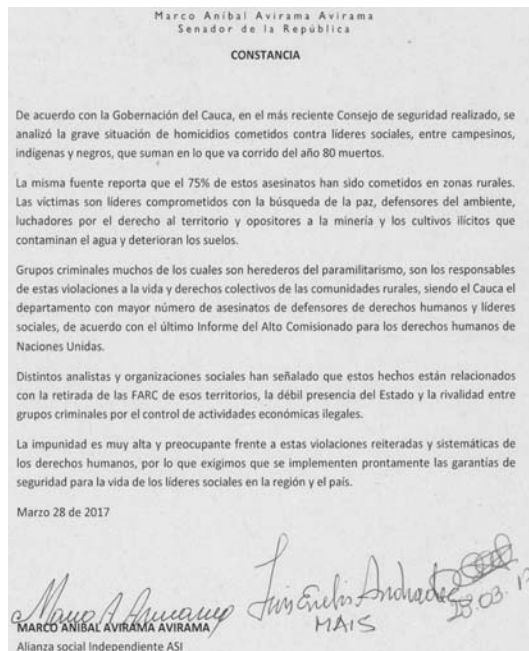 Marco Aníbal Avirama Avirama
Senador de la República
CONSTANCIA
De acuerdo con la Gobernación del Cauca, en el más reciente Consejo de seguridad realizado, se
analizó la grave situación de homicidios cometidos contra líderes sociales, entre campesinos,
indígenas y negros, que suman en lo que va corrido del año 80 muertos.
La misma fuente reporta que el 75% de estos asesinatos han sido cometidos en zonas rurales.
Las víctimas son líderes comprometidos con la búsqueda de la paz, defensores del ambiente,
luchadores por el derecho al territorio y opositores a la minería y los cultivos ilícitos que
contaminan el agua y deterioran los suelos.
Grupos criminales muchos de los cuales son herederos del paramilitarismo, son los responsables
de estas violaciones a la vida y derechos colectivos de las comunidades rurales, siendo el Cauca el
departamento con mayor número de asesinatos de defensores de derechos humanos y líderes
sociales, de acuerdo con el último Informe del Alto Comisionado para los derechos humanos de
Naciones Unidas.
Distintos analistas y organizaciones sociales han señalado que estos hechos están relacionados
con la retirada de las FARC de esos territorios, la débil presencia del Estado y la rivalidad entre
grupos criminales por el control de actividades económicas ilegales.
La impunidad es muy alta y preocupante frente a estas violaciones reiteradas y sistemáticas de
los derechos humanos, por lo que exigimos que se implementen prontamente las garantías de
seguridad para la vida de los líderes sociales en la región y el país.
Marzo 28 de 2017
Luis Evelis Andrade
MAIS
28.03.17
MARCO ANÍBAL AVIRAMA AVIRAMA
Alianza social Independiente ASI